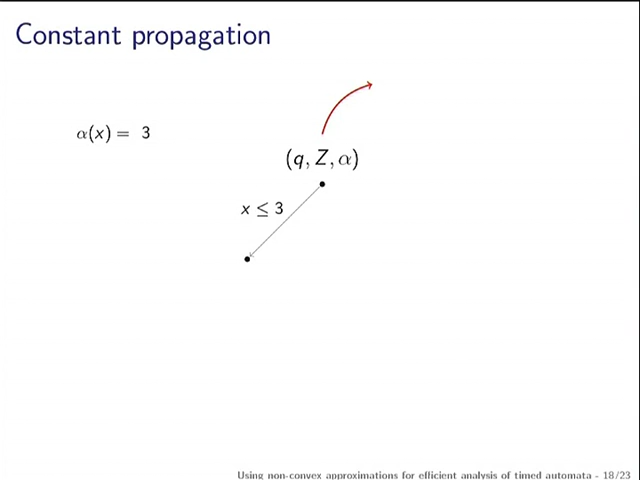 Constant propagation
α(x) = 3
(q, Z, α)
x ≤ 3
Using non-convex approximations for efficient analysis of timed automata - 18/23